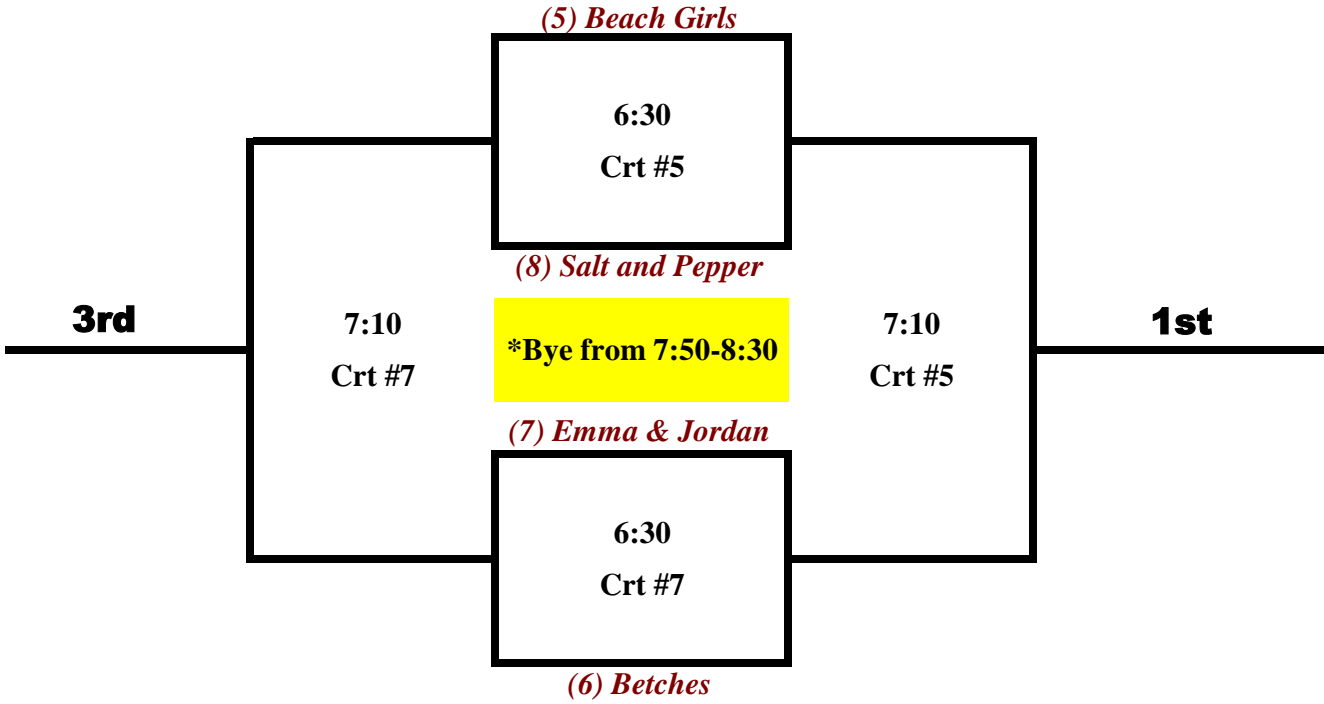 (5) Beach Girls
6:30
Crt #5
(8) Salt and Pepper
3rd
7:10
Crt #7
*Bye from 7:50-8:30
7:10
Crt #5
1st
(7) Emma & Jordan
6:30
Crt #7
(6) Betches